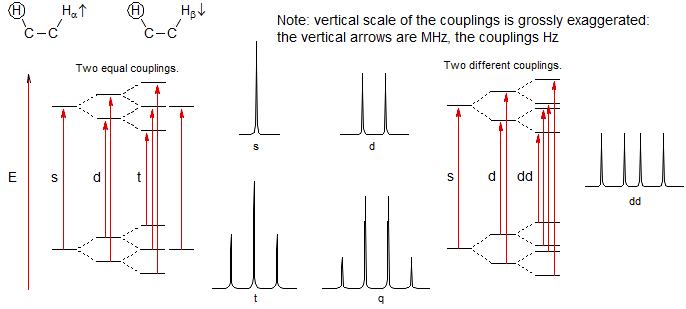 H Hα↑ H Hβ↓
C–C C–C
Note: vertical scale of the couplings is grossly exaggerated:
the vertical arrows are MHz, the couplings Hz
Two equal couplings.
Two different couplings.
E s d t
s
d
s d dd
dd
t
q